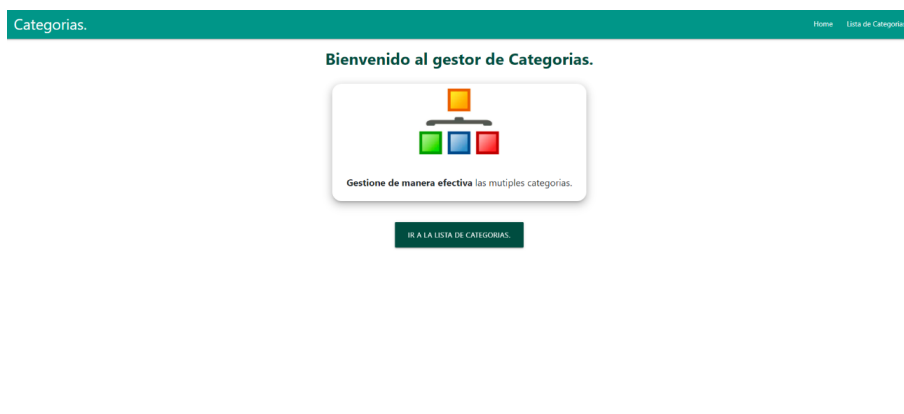 Categorias.
Home
Lista de Categorias
Bienvenido al gestor de Categorias.
Gestione de manera efectiva las mutiples categorias.
IR A LA LISTA DE CATEGORIAS.